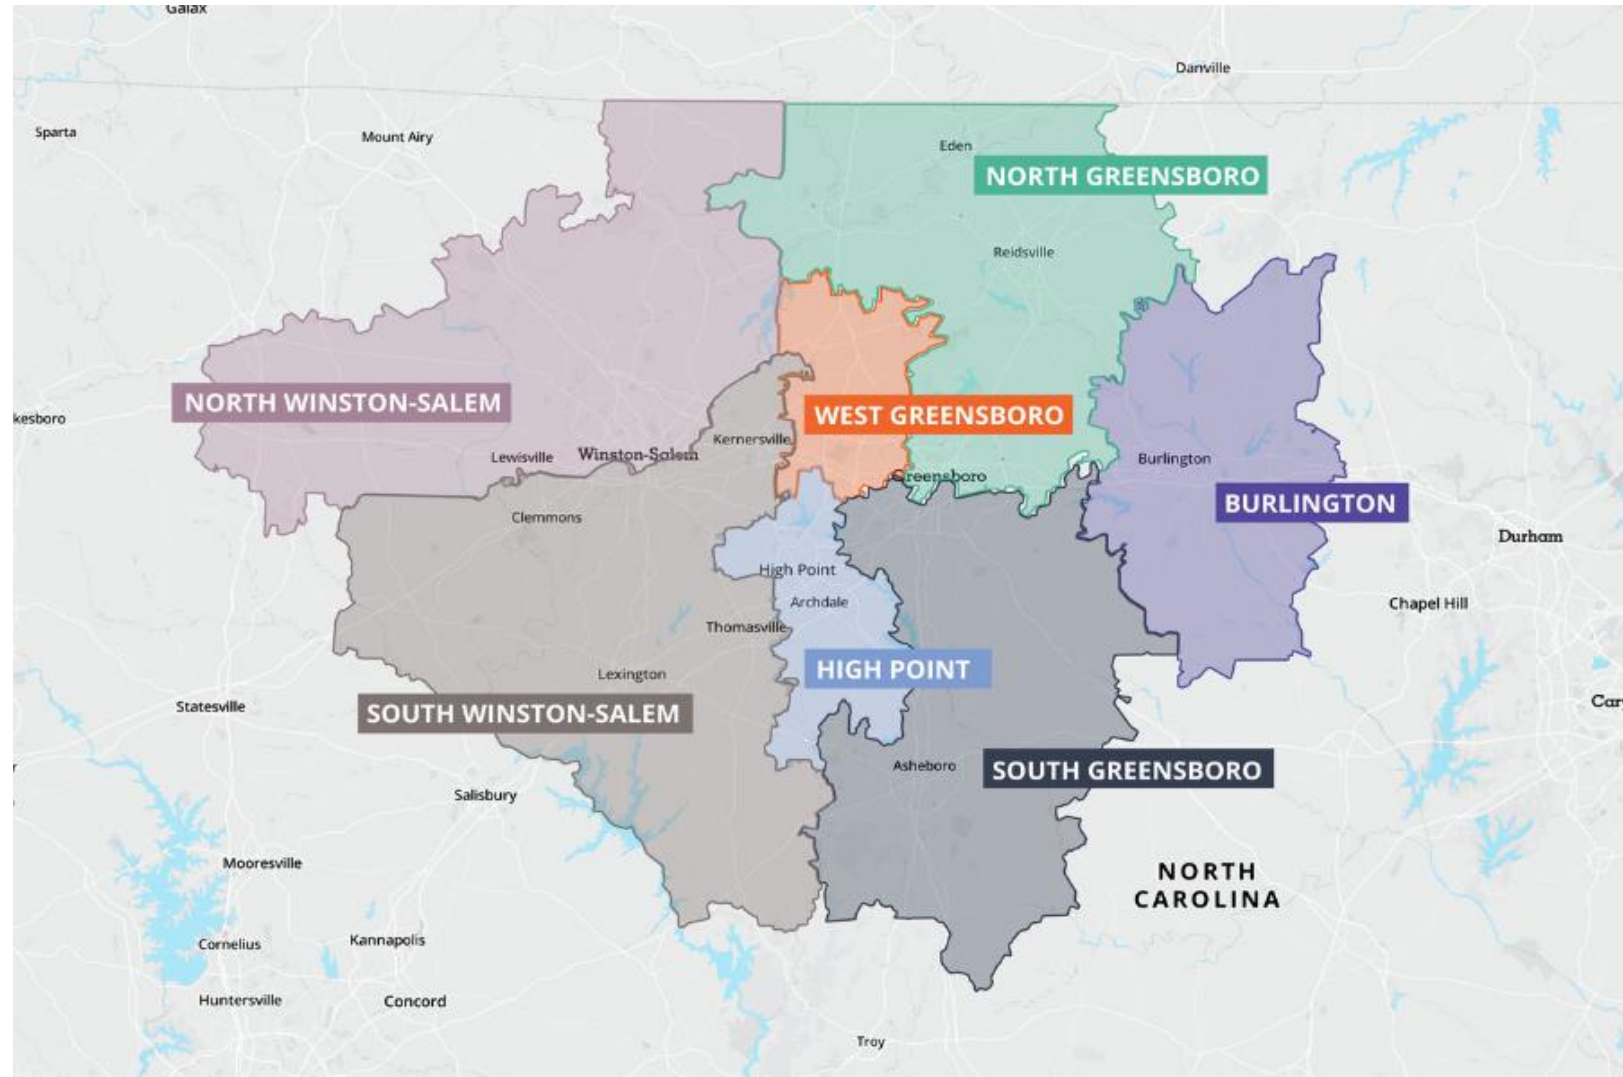 Galax
Danville
Sparta
Mount Airy
Eden
NORTH GREENSBORO
Reidsville
NORTH WINSTON-SALEM
kesboro
WEST GREENSBORO
Kernersville
Lewisville
Winston-Salem
Burlington
Greensboro
BURLINGTON
Clemmons
Durham
High Point
Archdale
Chapel Hill
Thomasville
HIGH POINT
Lexington
Statesville
Car
SOUTH WINSTON-SALEM
Asheboro
SOUTH GREENSBORO
Salisbury
Mooresville
NORTH
CAROLINA
Kannapolis
Cornelius
Huntersville
Concord
Troy